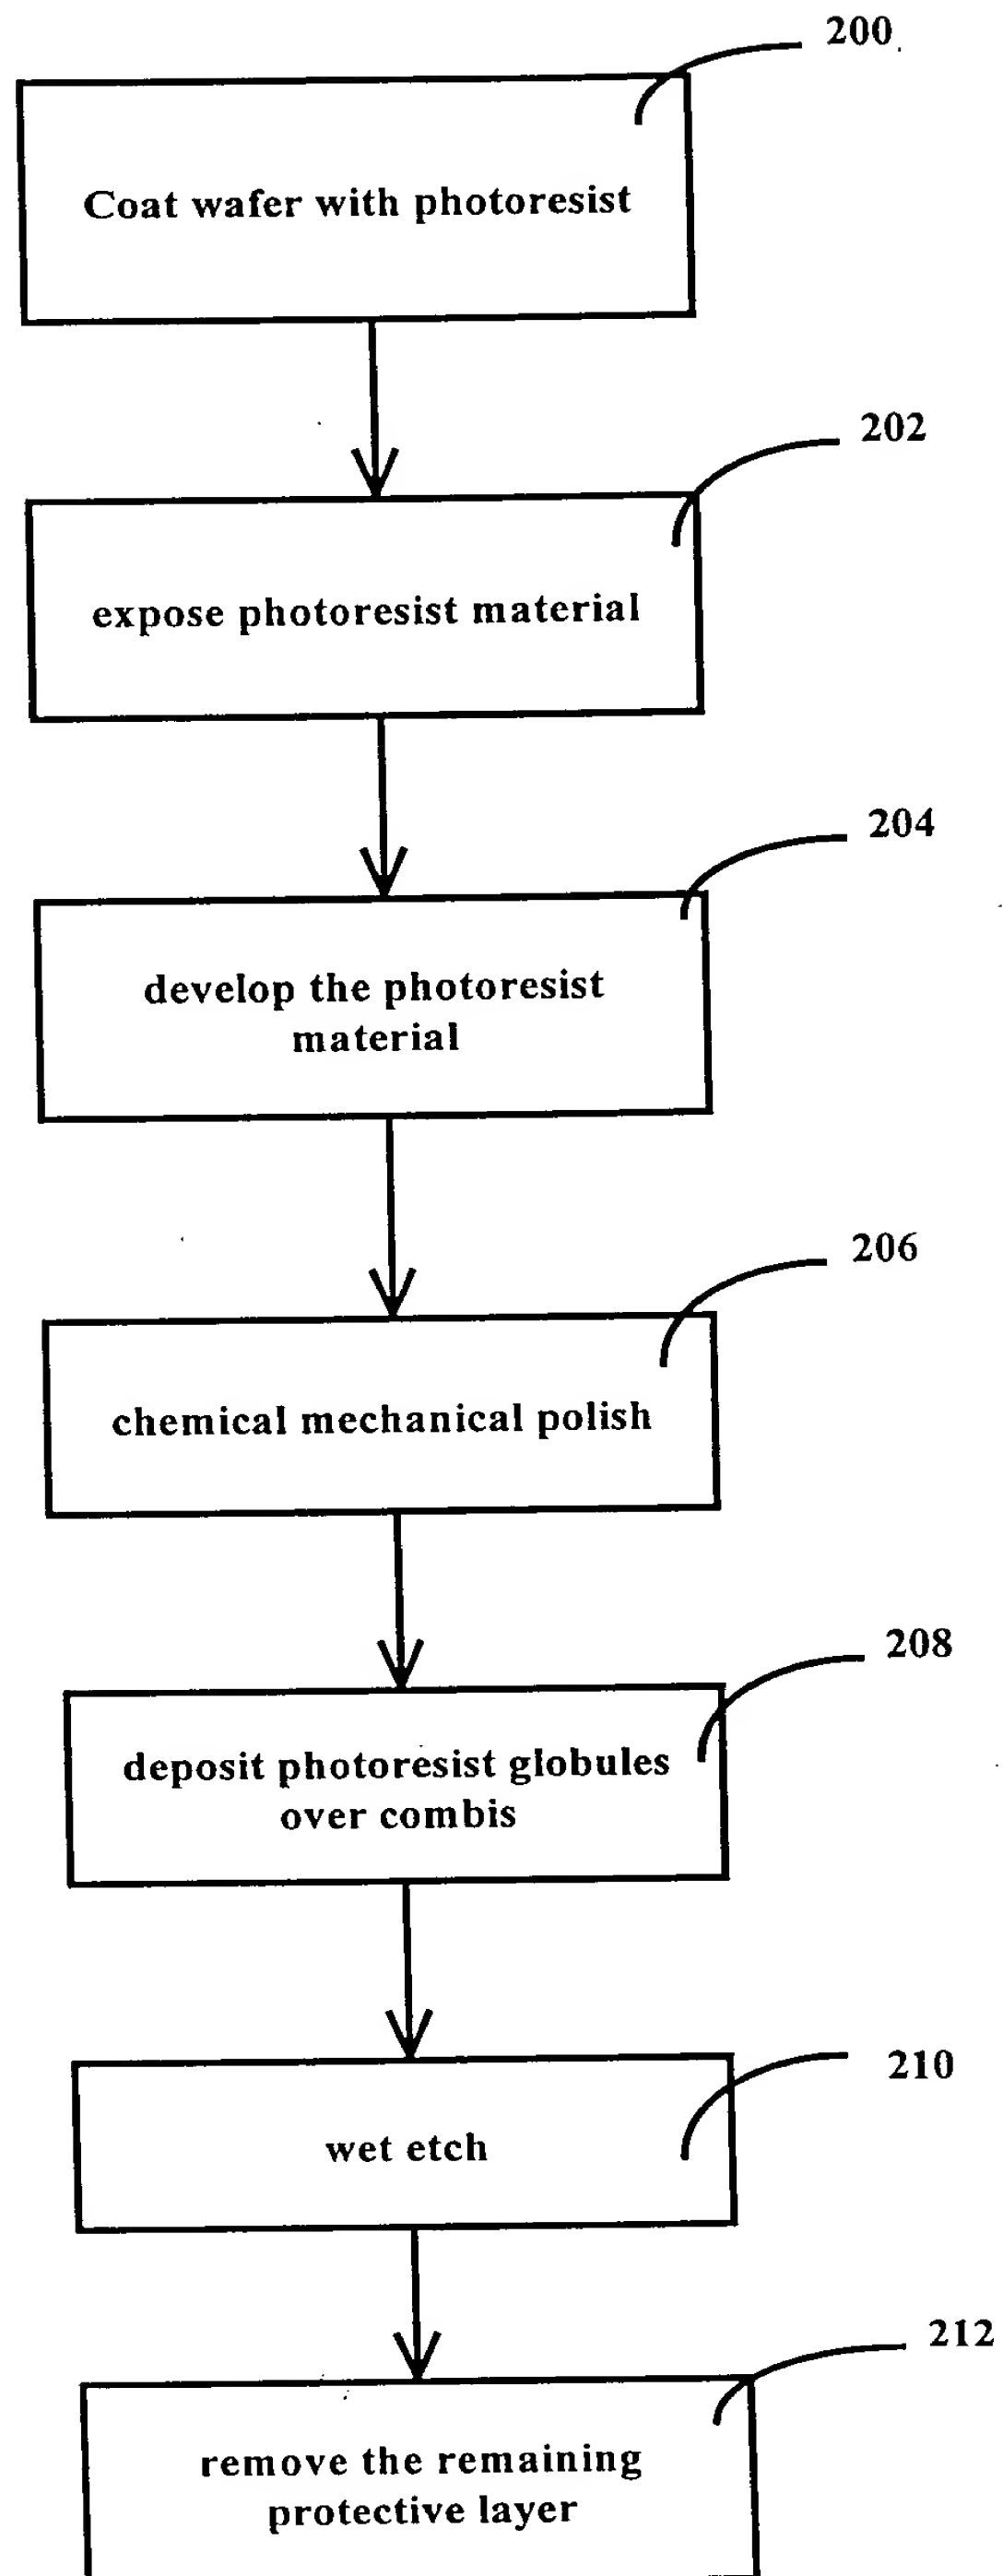 200
Coat wafer with photoresist
202
expose photoresist material
204
develop the photoresist
material
206
chemical mechanical polish
208
deposit photoresist globules
over combis
210
wet etch
212
remove the remaining
protective layer